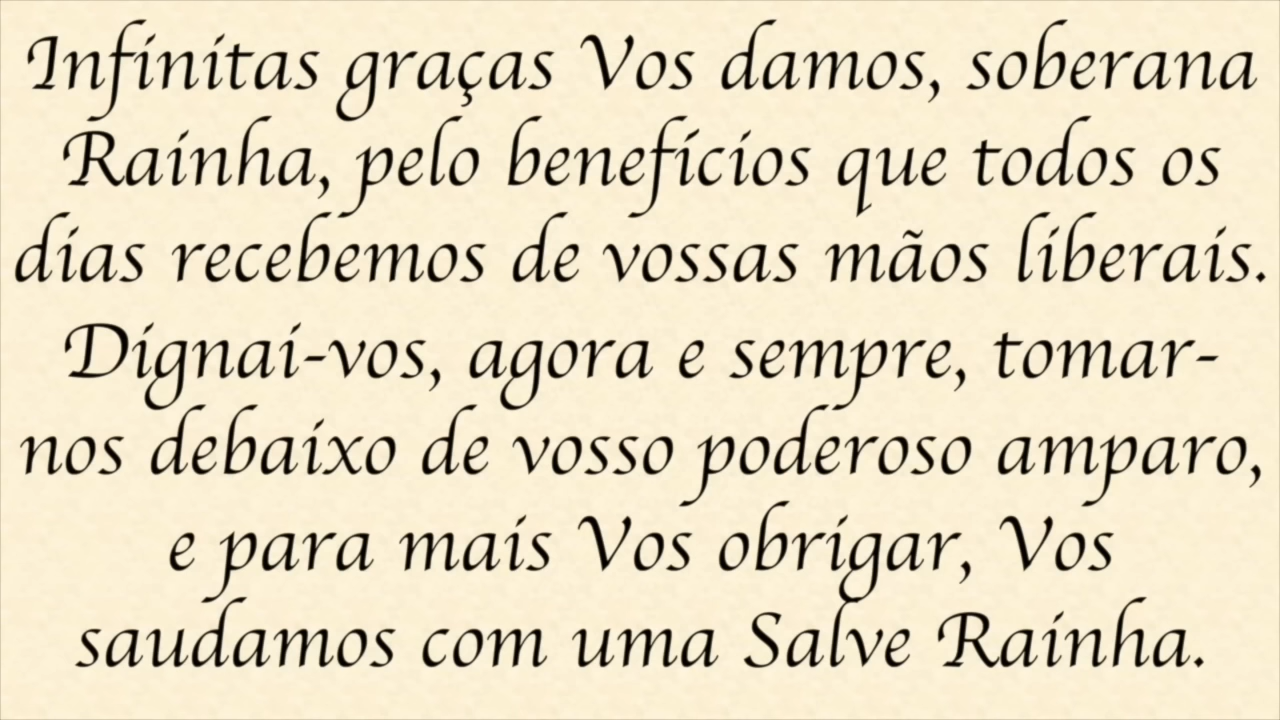 Infinitas graças Vos damos, soberana
Rainha, pelo benefícios que todos os
dias recebemos de vossas mãos liberais.
Dignai-vos, agora e sempre, tomar-
nos debaixo de vosso poderoso amparo,
e para mais Vos obrigar, Vos
saudamos com uma Salve Rainha.